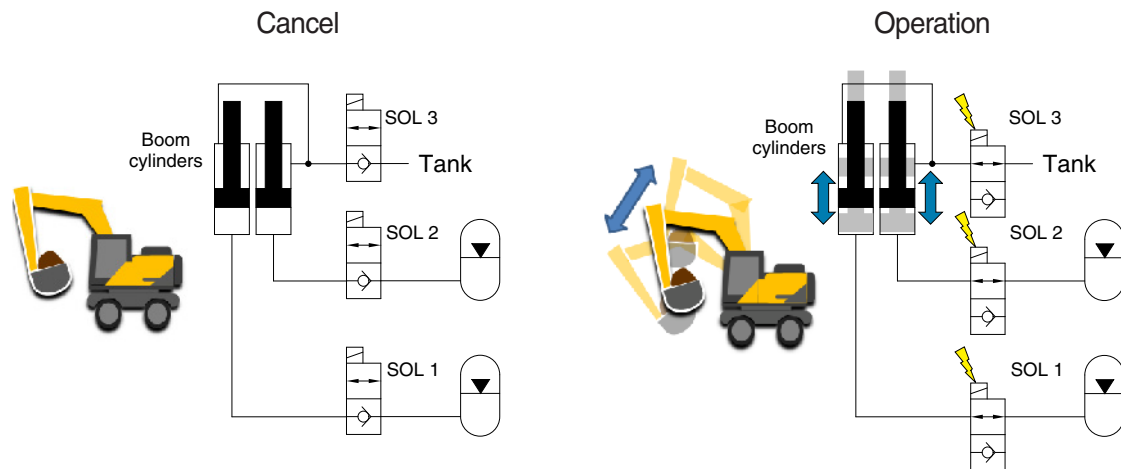 Cancel
Boom
cylinders
SOL 3
Tank
SOL 2
SOL 1
Operation
Boom
cylinders
SOL 3
Tank
SOL 2
SOL 1